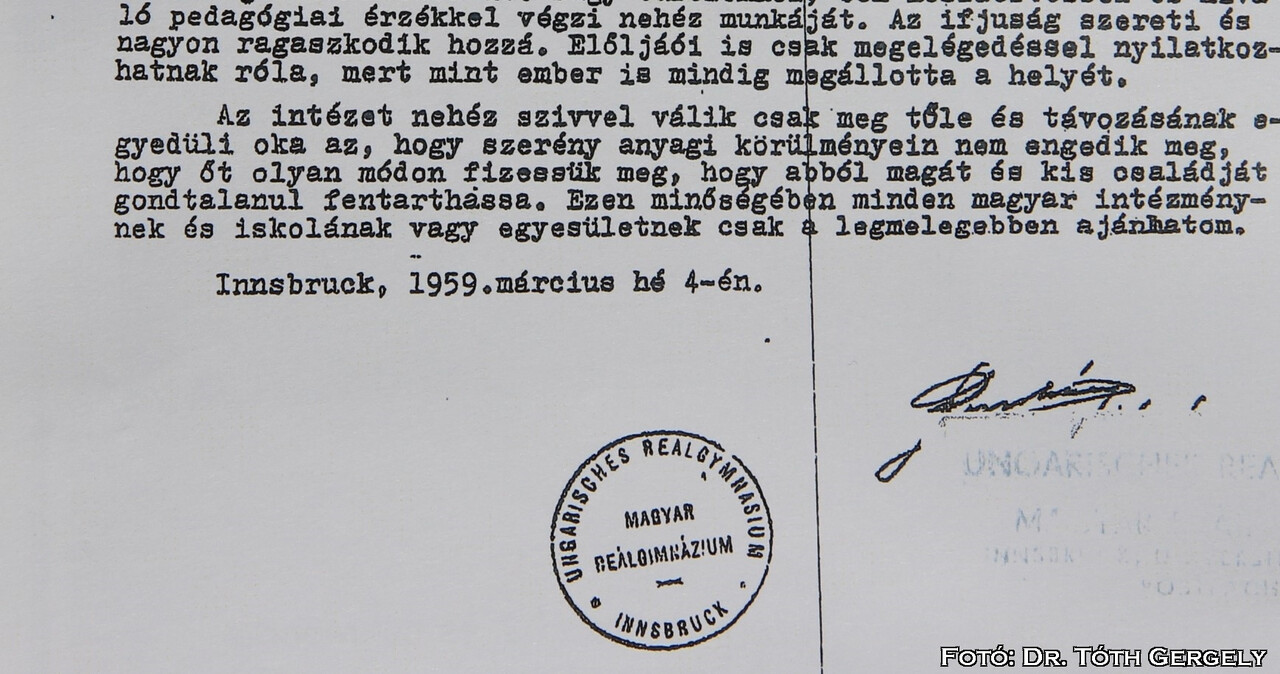 ló pedagógiai érzékkel végzi nehéz munkáját. Az ifjuság szereti és
nagyon ragaszkodik hozzá. Előljáói is csak megelégedéssel nyilatkoz-
hatnak róla, mert mint ember is mindig megállotta a helyét.
Az intézet nehéz szivvel válik csak meg tőle és távozásának e-
gyedüli oka az, hogy szerény anyagi körülményein nem engedik meg,
hogy őt olyan módon fizessük meg, hogy abból magát és kis családját
gondtalanul fentarthassa. Ezen minőségében minden magyar intézmény-
nek és iskolának vagy egyesületnek csak a legmelegebben ajánhatom.
Innsbruck, 1959.március hé 4-én.
UNGARISCHES REALGYMNASIUM
MAGYAR
REÁLGIMNÁZIUM
INNSBRUCK
Fotó: Dr. Tóth Gergely